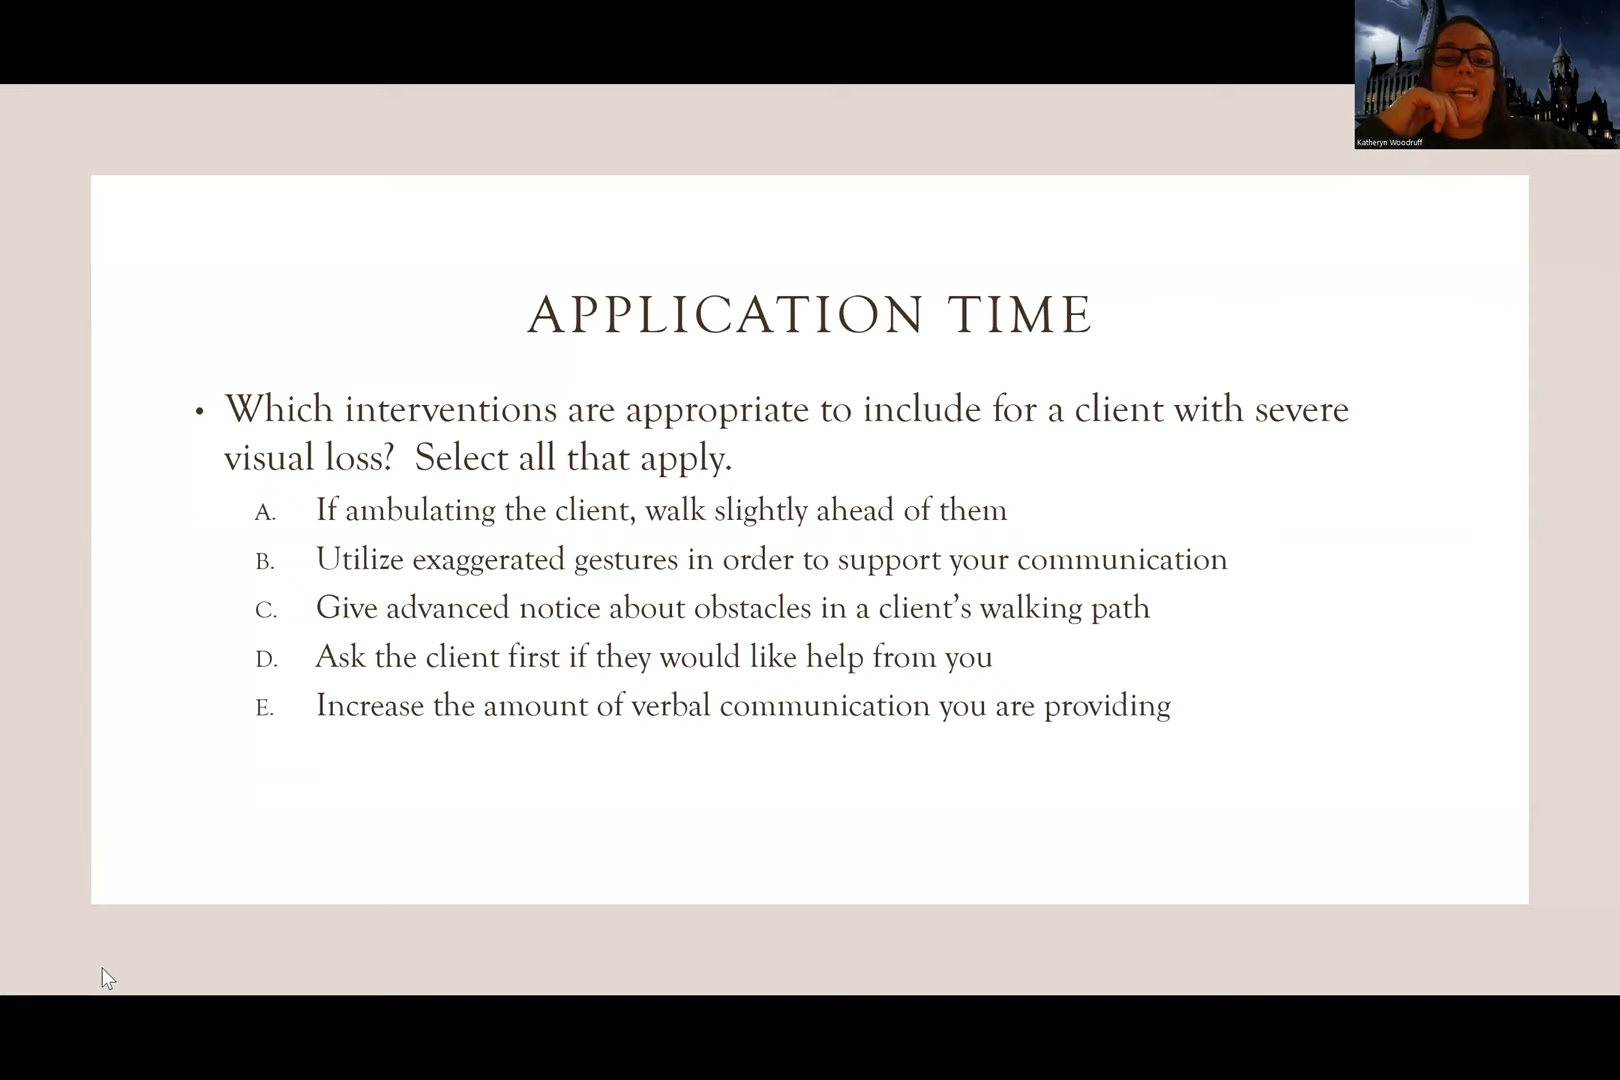 Katheryn Woodruff
APPLICATION TIME
• Which interventions are appropriate to include for a client with severe
visual loss?  Select all that apply.
A. If ambulating the client, walk slightly ahead of them
B. Utilize exaggerated gestures in order to support your communication
C. Give advanced notice about obstacles in a client's walking path
D. Ask the client first if they would like help from you
E. Increase the amount of verbal communication you are providing